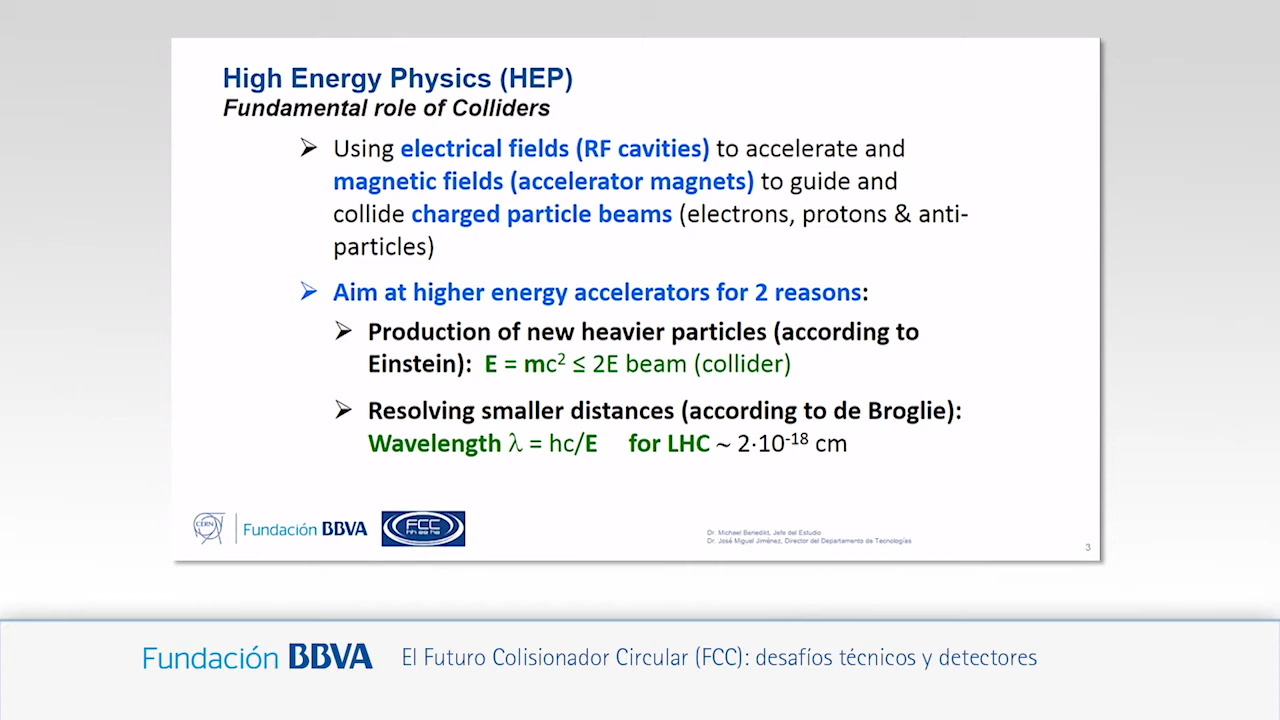 High Energy Physics (HEP)
Fundamental role of Colliders
Using electrical fields (RF cavities) to accelerate and
magnetic fields (accelerator magnets) to guide and
collide charged particle beams (electrons, protons & anti-
particles)
Aim at higher energy accelerators for 2 reasons:
Production of new heavier particles (according to
Einstein): E = mc² ≤ 2E beam (collider)
Resolving smaller distances (according to de Broglie):
Wavelength λ = hc/E for LHC ~ 2·10⁻¹⁸ cm
CERN
Fundación BBVA
FCC
hh ee he
Dr. Michael Benedikt, Jefe del Estudio
Dr. José Miguel Jiménez, Director del Departamento de Tecnologías
3
Fundación BBVA El Futuro Colisionador Circular (FCC): desafíos técnicos y detectores